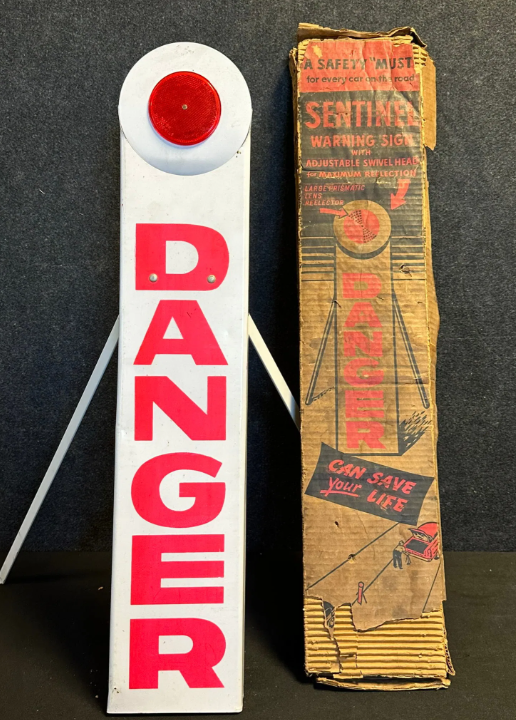 DANGER
A SAFETY "MUST"
for every car on the road
SENTINEL
WARNING SIGN
WITH
ADJUSTABLE SWIVEL HEAD
for MAXIMUM REFLECTION
LARGE PRISMATIC
LENS
REFLECTOR
DANGER
CAN SAVE
your LIFE